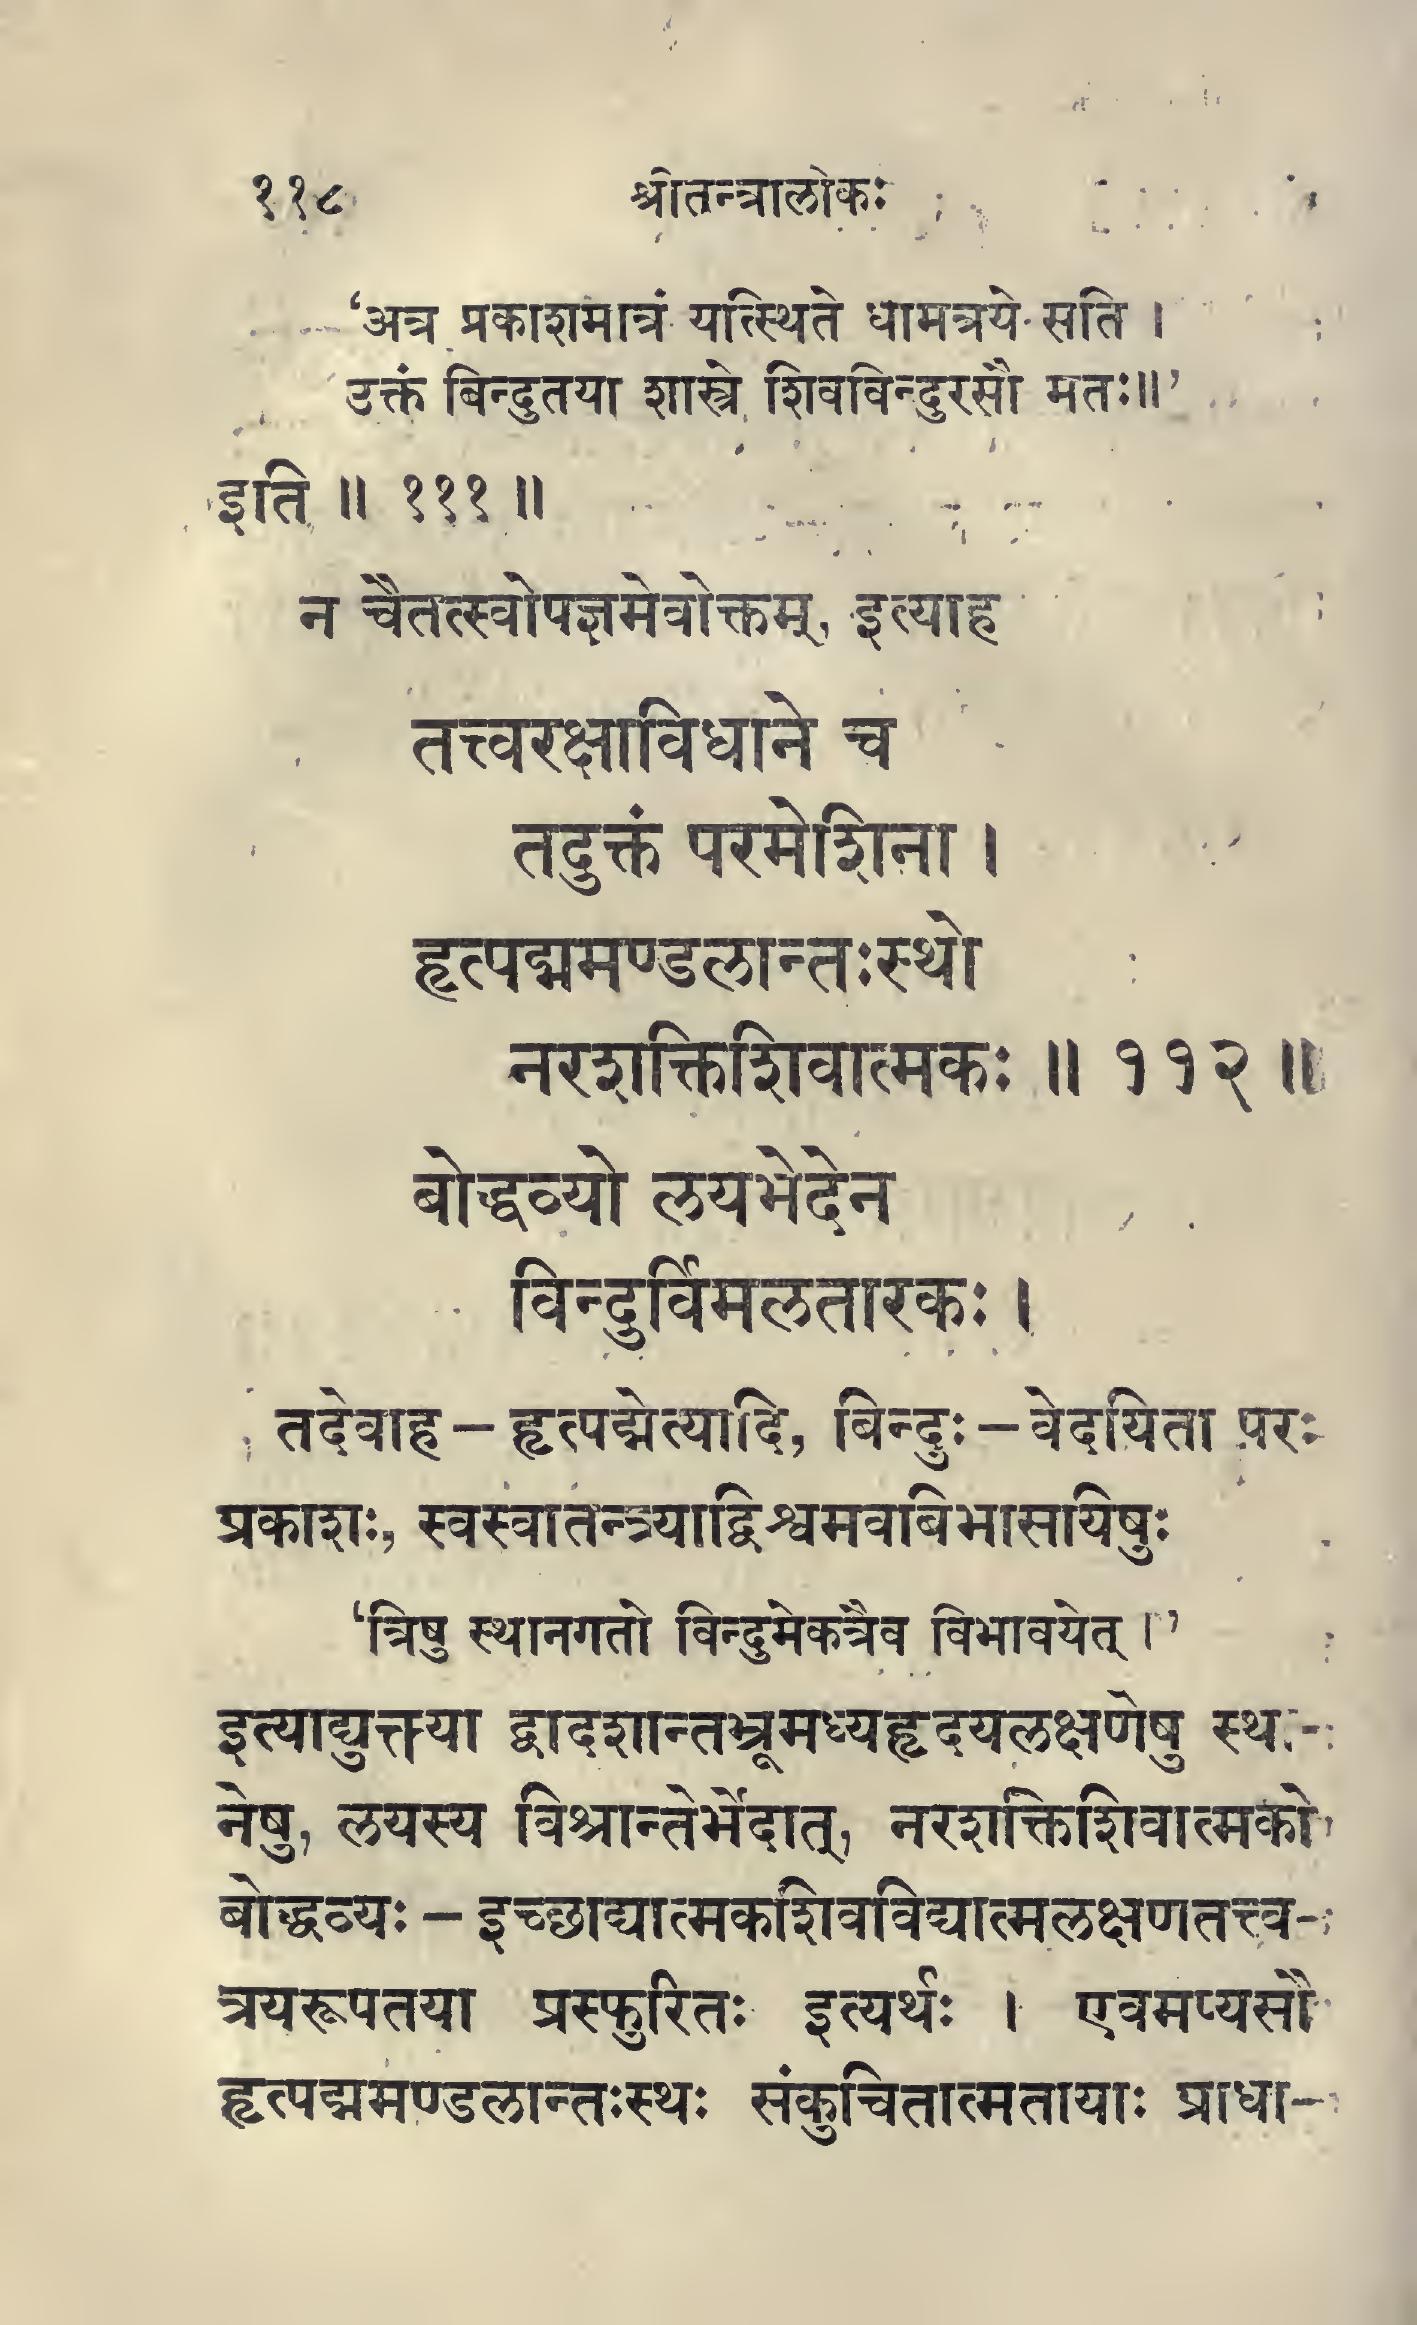 ११८ श्रीतन्त्रालोकः
‘अत्र प्रकाशमात्रं यत्स्थिते धामत्रये सति ।
उक्तं बिन्दुतया शास्त्रे शिवविन्दुरसौ मतः॥’
इति ॥ १११ ॥
न चैतत्स्वोपज्ञमेवोक्तम्, इत्याह
तत्त्वरक्षाविधाने च
तदुक्तं परमेशिना ।
हृत्पद्ममण्डलान्तःस्थो
नरशक्तिशिवात्मकः ॥ ११२ ॥
बोद्धव्यो लयभेदेन
विन्दुर्विमलतारकः ।
तदेवाह – हृत्पद्मेत्यादि, बिन्दुः – वेदयिता परः
प्रकाशः, स्वस्वातन्त्र्याद्विश्वमवबिभासयिषुः
‘त्रिषु स्थानगतो विन्दुमेकत्रैव विभावयेत् ।’
इत्याद्युक्तया द्वादशान्तभ्रूमध्यहृदयलक्षणेषु स्था-
नेषु, लयस्य विश्रान्तेर्भेदात्, नरशक्तिशिवात्मको
बोद्धव्यः – इच्छाद्यात्मकशिवविद्यात्मलक्षणतत्त्व-
त्रयरूपतया प्रस्फुरितः इत्यर्थः । एवमप्यसौ
हृत्पद्ममण्डलान्तःस्थः संकुचितात्मतायाः प्राधा-